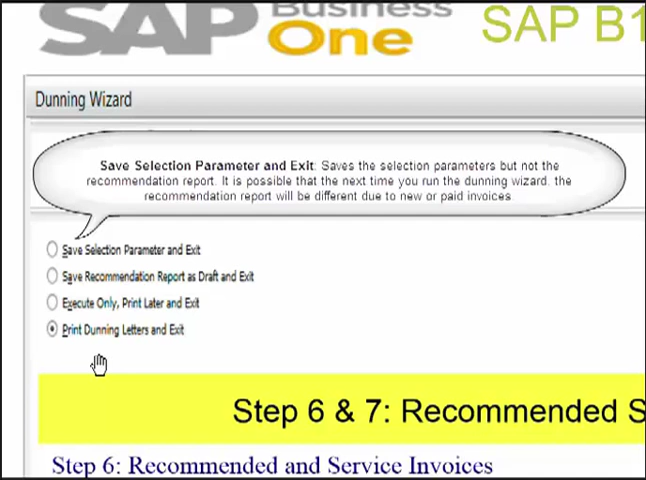 SAP Business
One
SAP B1
Dunning Wizard
Save Selection Parameter and Exit: Saves the selection parameters but not the
recommendation report. It is possible that the next time you run the dunning wizard, the
recommendation report will be different due to new or paid invoices.
Save Selection Parameter and Exit
Save Recommendation Report as Draft and Exit
Execute Only, Print Later and Exit
Print Dunning Letters and Exit
Step 6 & 7: Recommended S
Step 6: Recommended and Service Invoices